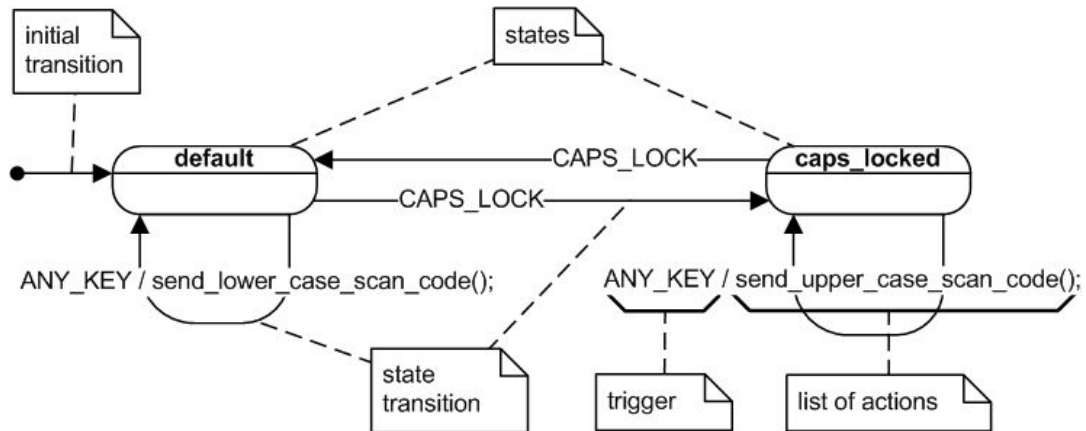 initial
transition
states
default
CAPS_LOCK
caps_locked
CAPS_LOCK
ANY_KEY / send_lower_case_scan_code();
ANY_KEY / send_upper_case_scan_code();
state
transition
trigger
list of actions